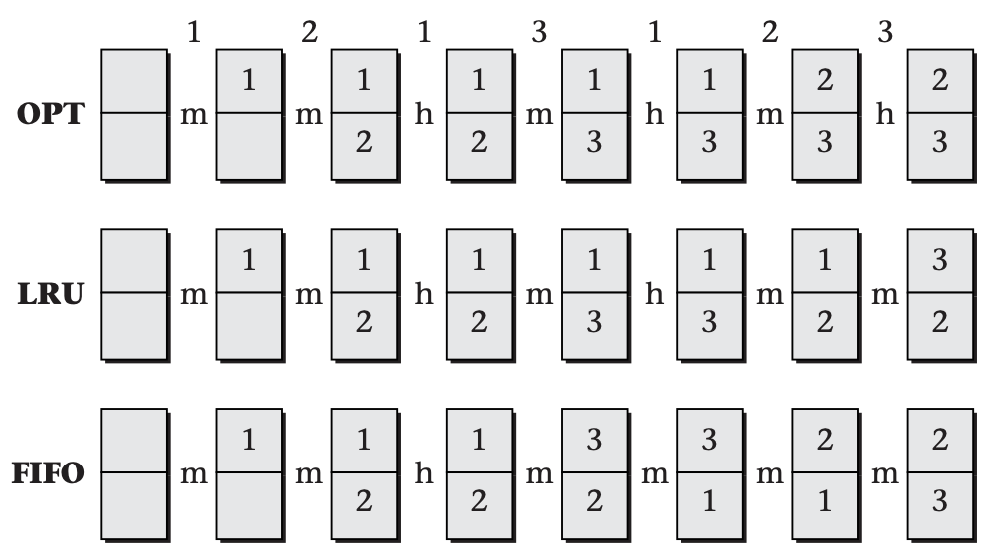 1 2 1 3 1 2 3
1 1 1 1 1 2 2
OPT m m h m h m h
2 2 3 3 3 3
1 1 1 1 1 1 3
LRU m m h m h m m
2 2 3 3 2 2
1 1 1 3 3 2 2
FIFO m m h m m m m
2 2 2 1 1 3